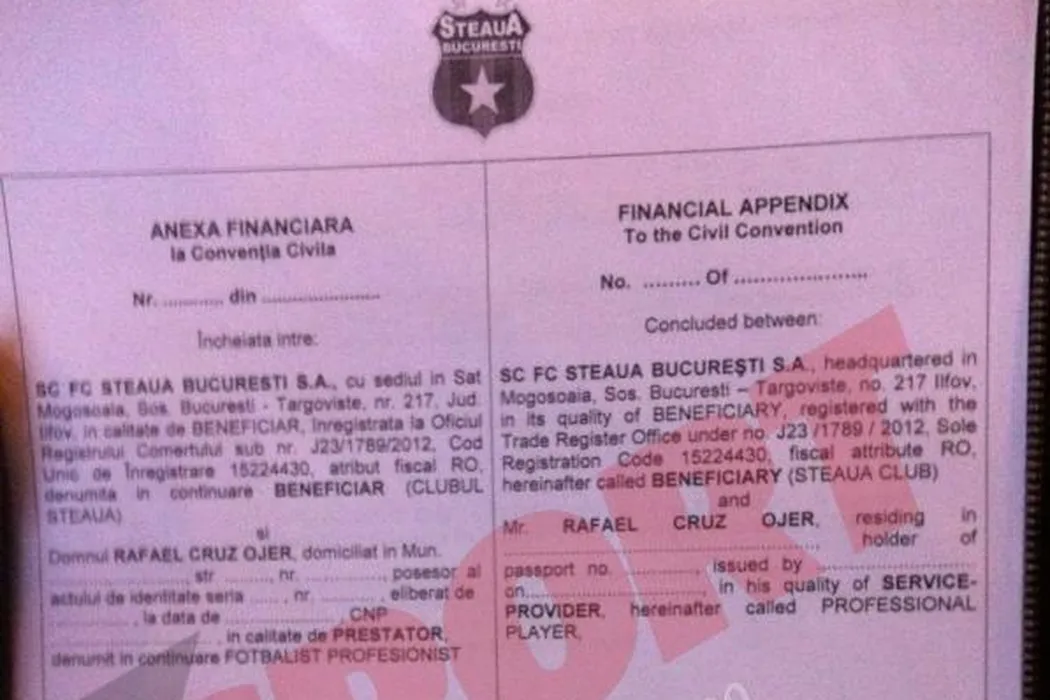 STEAUA
BUCURESTI
ANEXA FINANCIARA
la Convenția Civila
Nr. ............ din ........................
Încheiata intre:
SC FC STEAUA BUCURESTI S.A., cu sediul in Sat
Mogosoaia, Sos. Bucuresti - Targoviste, nr. 217, Jud.
Ilfov, in calitate de BENEFICIAR, înregistrata la Oficiul
Registrului Comertului sub nr. J23/1789/2012, Cod
Unic de Înregistrare 15224430, atribut fiscal RO,
denumita in continuare BENEFICIAR (CLUBUL
STEAUA)
si
Domnul RAFAEL CRUZ OJER, domiciliat in Mun.
........................, str .........., nr. ..............., posesor al
actului de identitate seria ......., nr. ............, eliberat de
..............., la data de ...................... CNP
............................, in calitate de PRESTATOR,
denumit in continuare FOTBALIST PROFESIONIST
FINANCIAL APPENDIX
To the Civil Convention
No. ......... Of .....................
Concluded between:
SC FC STEAUA BUCUREŞTI S.A., headquartered in
Mogosoaia, Sos. Bucuresti – Targoviste, no. 217 Ilfov,
in its quality of BENEFICIARY, registered with the
Trade Register Office under no. J23 /1789 / 2012, Sole
Registration Code 15224430, fiscal attribute RO,
hereinafter called BENEFICIARY (STEAUA CLUB)
and
Mr. RAFAEL CRUZ OJER, residing in
................................................, holder of
passport no. ..............., issued by .........................
on..........................., in his quality of SERVICE-
PROVIDER, hereinafter called PROFESSIONAL
PLAYER,